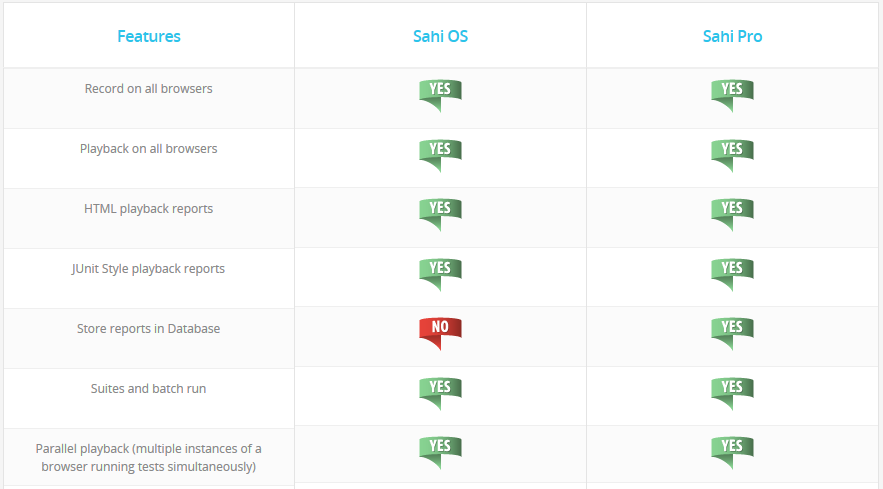 Features Sahi OS Sahi Pro
Record on all browsers YES YES
Playback on all browsers YES YES
HTML playback reports YES YES
JUnit Style playback reports YES YES
Store reports in Database NO YES
Suites and batch run YES YES
Parallel playback (multiple instances of a YES YES
browser running tests simultaneously)